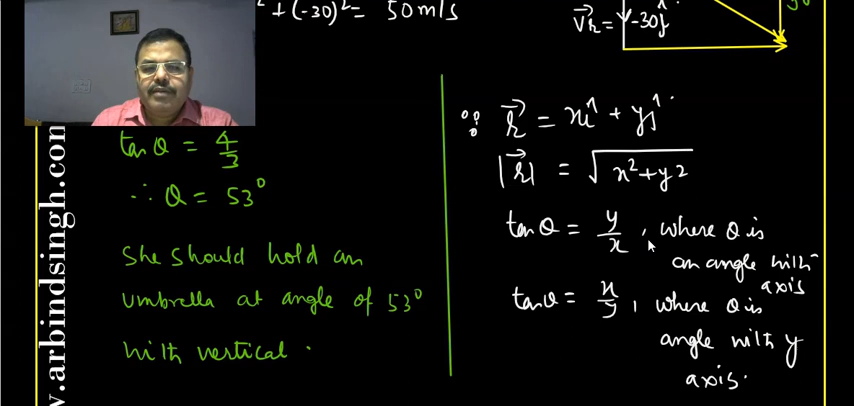 ² + (-30)² = 50 m/s
V⃗r = -30ĵ
tan θ = 4/3
∴ θ = 53°
She should hold an
umbrella at angle of 53°
with vertical .
∵ r⃗ = xî + yĵ
|r⃗| = √x²+y²
tan θ = y/x , where θ is
an angle with
axis
tan θ = x/y , where θ is
angle with y
axis.
w.arbindsingh.com